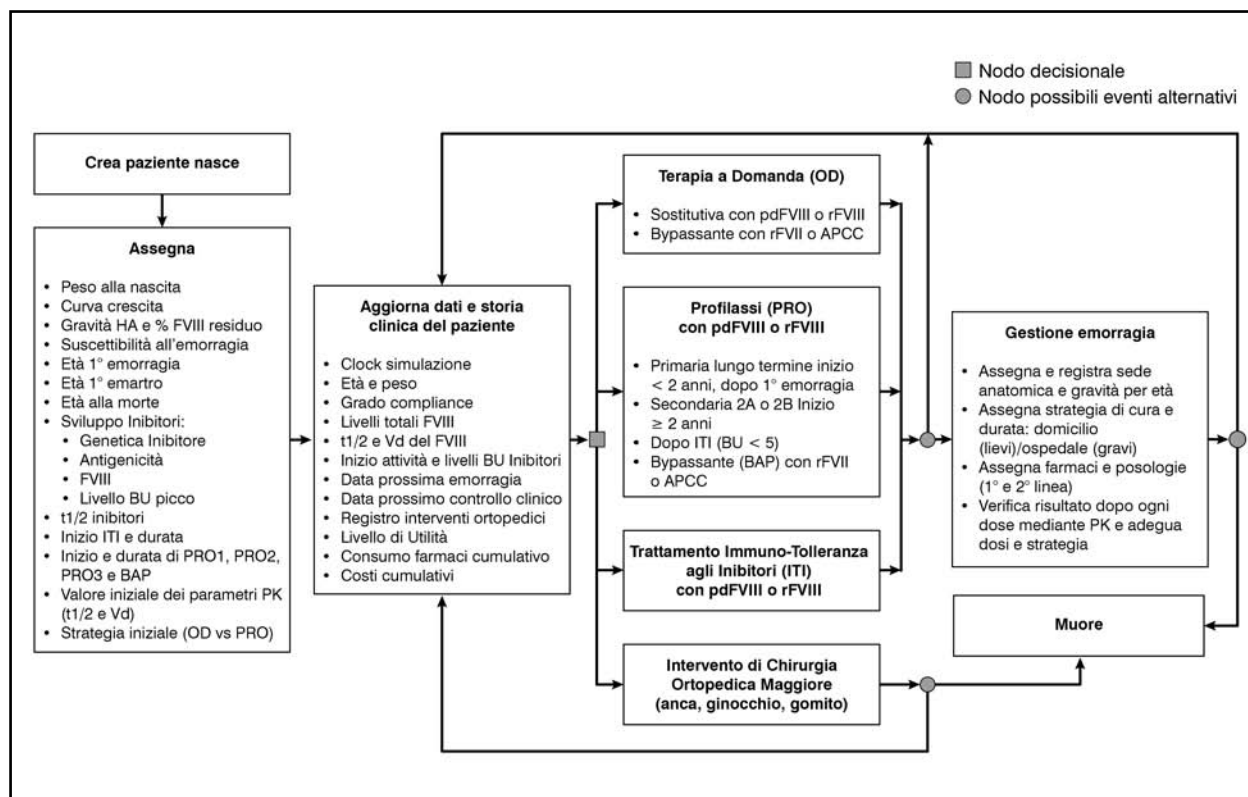 Nodo decisionale
Nodo possibili eventi alternativi
Crea paziente nasce
Assegna
• Peso alla nascita
• Curva crescita
• Gravità HA e % FVIII residuo
• Suscettibilità all'emorragia
• Età 1° emorragia
• Età 1° emartro
• Età alla morte
• Sviluppo Inibitori:
• Genetica Inibitore
• Antigenicità
• FVIII
• Livello BU picco
• t1/2 inibitori
• Inizio ITI e durata
• Inizio e durata di PRO1, PRO2,
PRO3 e BAP
• Valore iniziale dei parametri PK
(t1/2 e Vd)
• Strategia iniziale (OD vs PRO)
Aggiorna dati e storia
clinica del paziente
• Clock simulazione
• Età e peso
• Grado compliance
• Livelli totali FVIII
• t1/2 e Vd del FVIII
• Inizio attività e livelli BU Inibitori
• Data prossima emorragia
• Data prossimo controllo clinico
• Registro interventi ortopedici
• Livello di Utilità
• Consumo farmaci cumulativo
• Costi cumulativi
Terapia a Domanda (OD)
• Sostitutiva con pdFVIII o rFVIII
• Bypassante con rFVII o APCC
Profilassi (PRO)
con pdFVIII o rFVIII
• Primaria lungo termine inizio
< 2 anni, dopo 1° emorragia
• Secondaria 2A o 2B Inizio
≥ 2 anni
• Dopo ITI (BU < 5)
• Bypassante (BAP) con rFVII
o APCC
Trattamento Immuno-Tolleranza
agli Inibitori (ITI)
con pdFVIII o rFVIII
Intervento di Chirurgia
Ortopedica Maggiore
(anca, ginocchio, gomito)
Gestione emorragia
• Assegna e registra sede
anatomica e gravità per età
• Assegna strategia di cura e
durata: domicilio
(lievi)/ospedale (gravi)
• Assegna farmaci e posologie
(1° e 2° linea)
• Verifica risultato dopo ogni
dose mediante PK e adegua
dosi e strategia
Muore